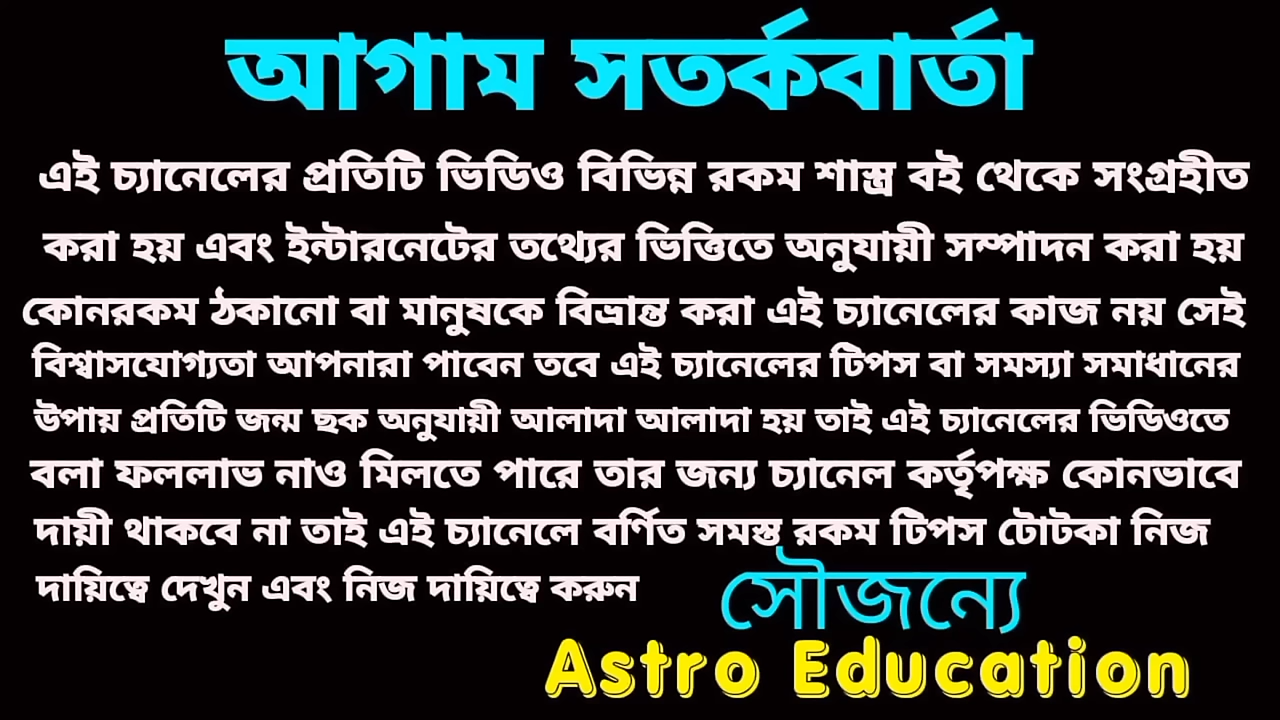 আগাম সতর্কবার্তা
এই চ্যানেলের প্রতিটি ভিডিও বিভিন্ন রকম শাস্ত্র বই থেকে সংগ্রহীত
করা হয় এবং ইন্টারনেটের তথ্যের ভিত্তিতে অনুযায়ী সম্পাদন করা হয়
কোনরকম ঠকানো বা মানুষকে বিভ্রান্ত করা এই চ্যানেলের কাজ নয় সেই
বিশ্বাসযোগ্যতা আপনারা পাবেন তবে এই চ্যানেলের টিপস বা সমস্যা সমাধানের
উপায় প্রতিটি জন্ম ছক অনুযায়ী আলাদা আলাদা হয় তাই এই চ্যানেলের ভিডিওতে
বলা ফললাভ নাও মিলতে পারে তার জন্য চ্যানেল কর্তৃপক্ষ কোনভাবে
দায়ী থাকবে না তাই এই চ্যানেলে বর্ণিত সমস্ত রকম টিপস টোটকা নিজ
দায়িত্বে দেখুন এবং নিজ দায়িত্বে করুন
সৌজন্যে
Astro Education